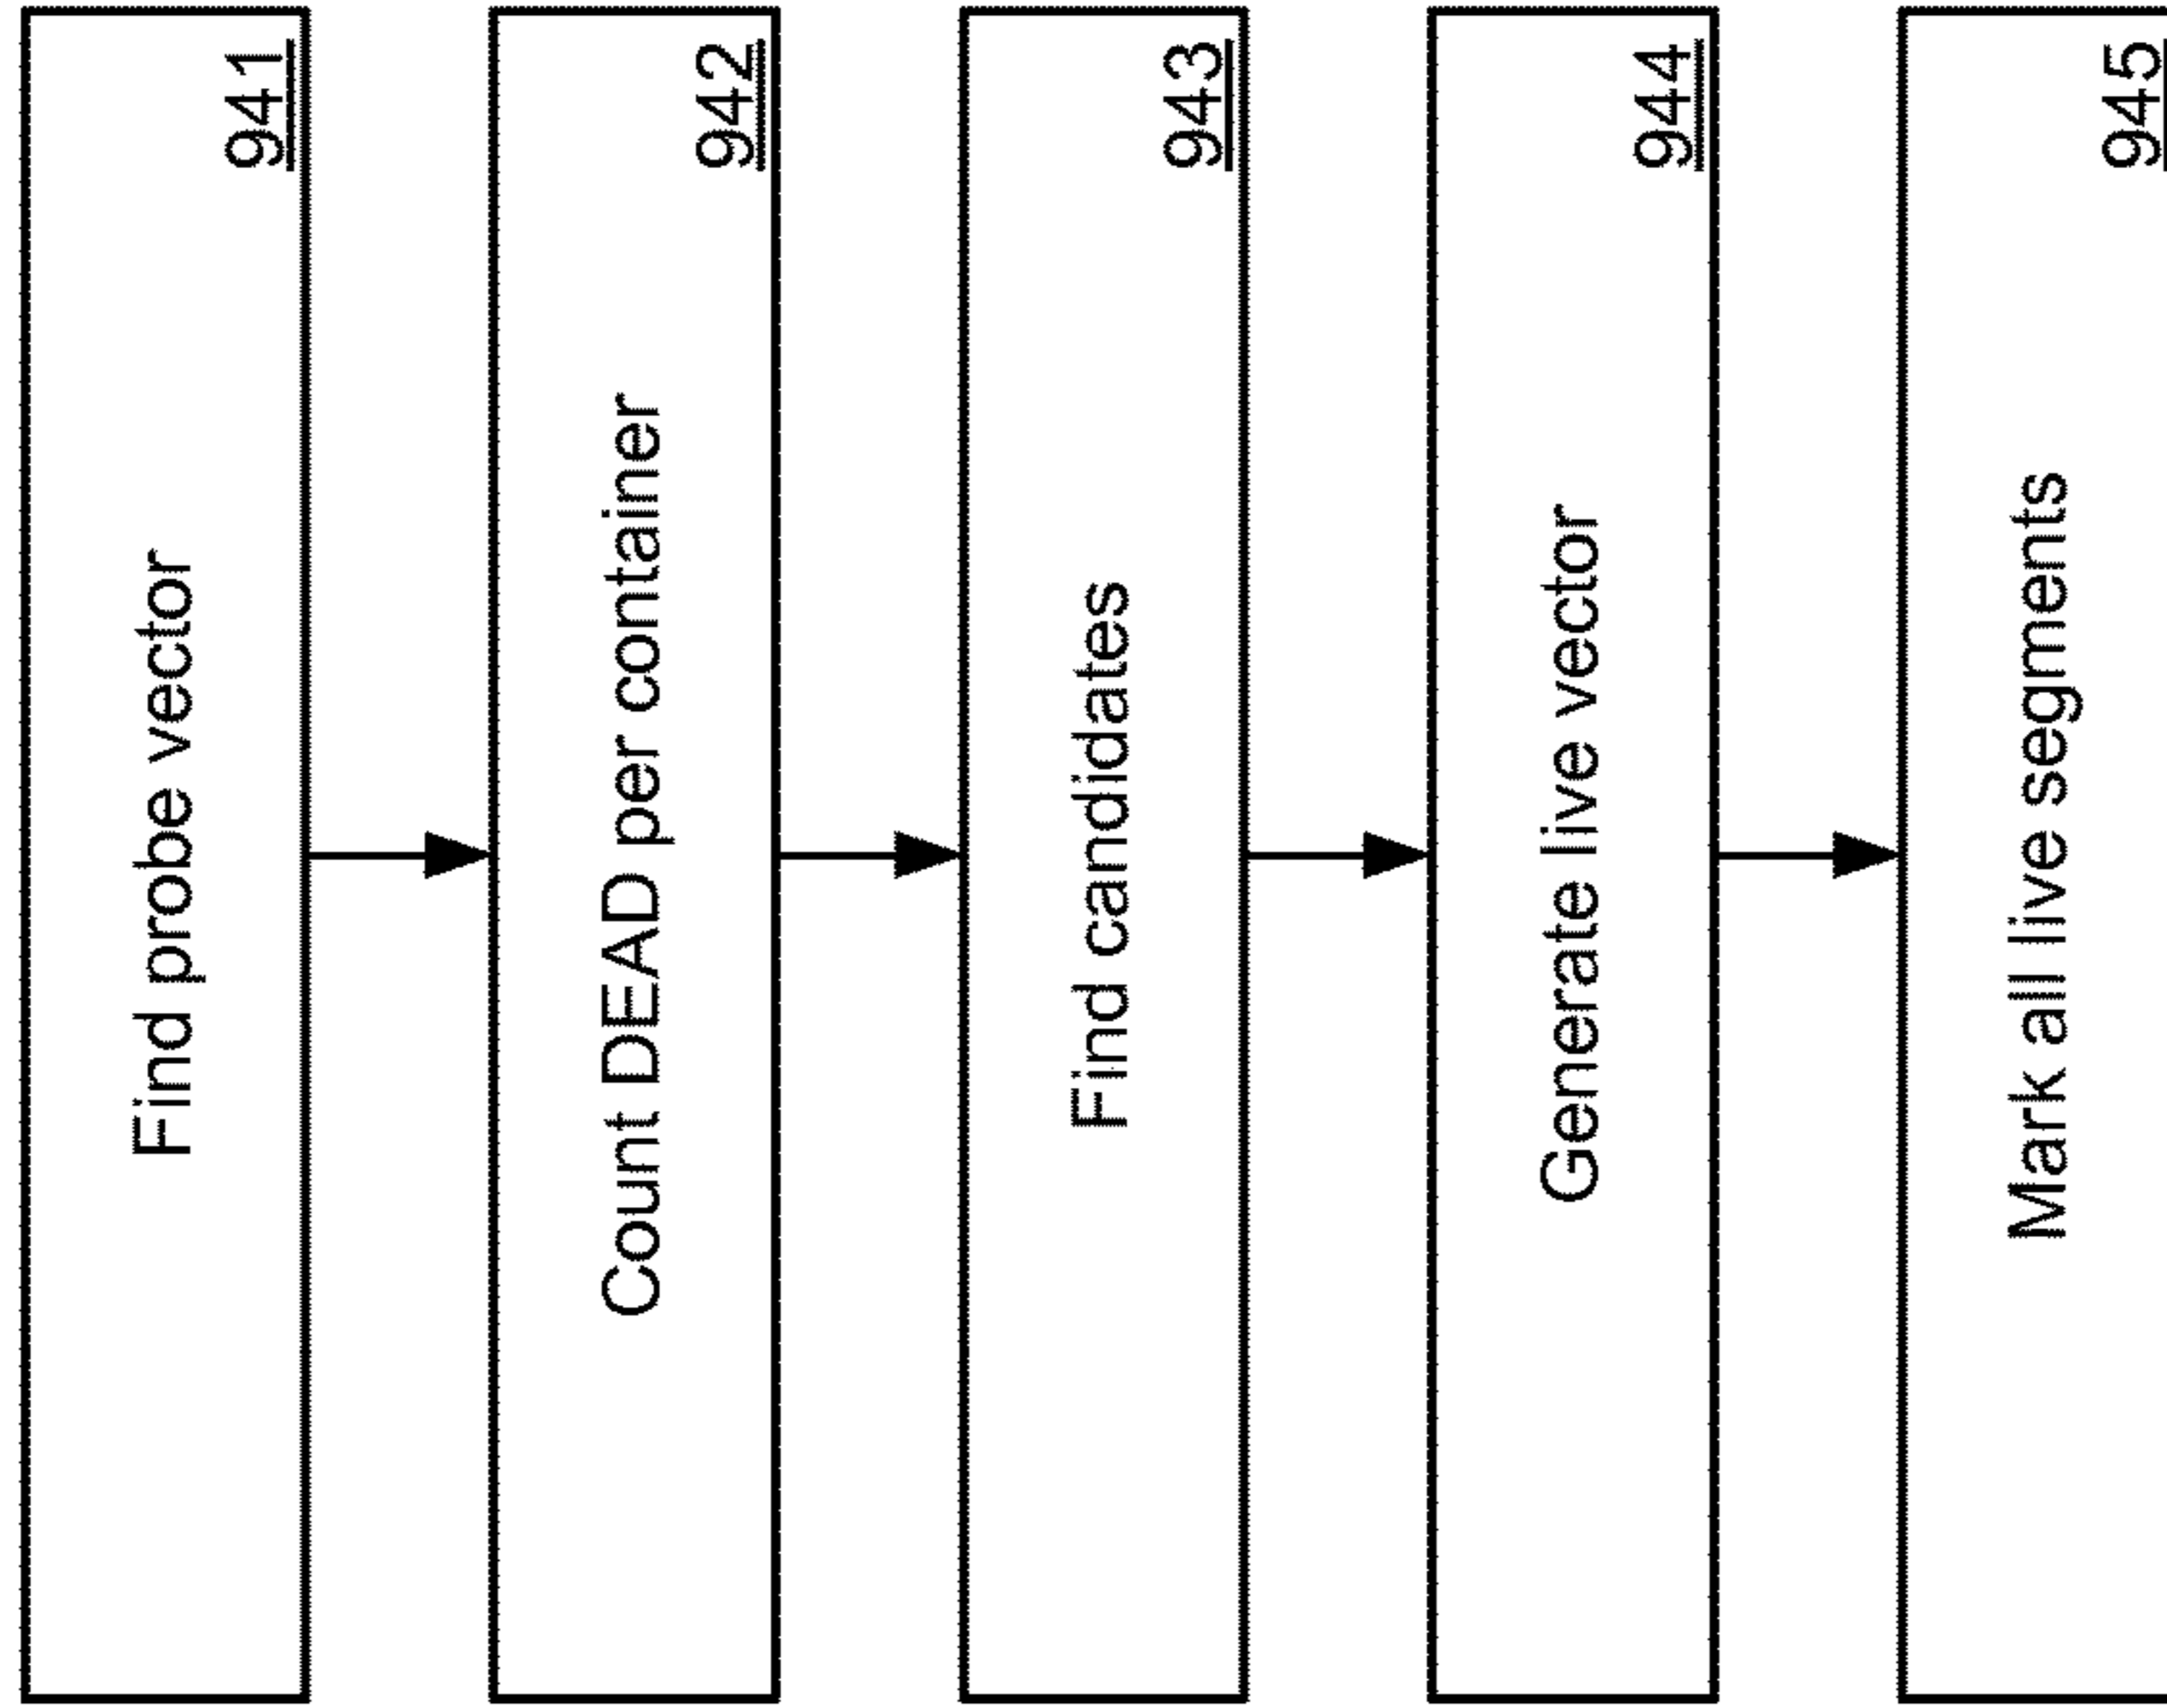 Find probe vector
941
Count DEAD per container
942
Find candidates
943
Generate live vector
944
Mark all live segments
945